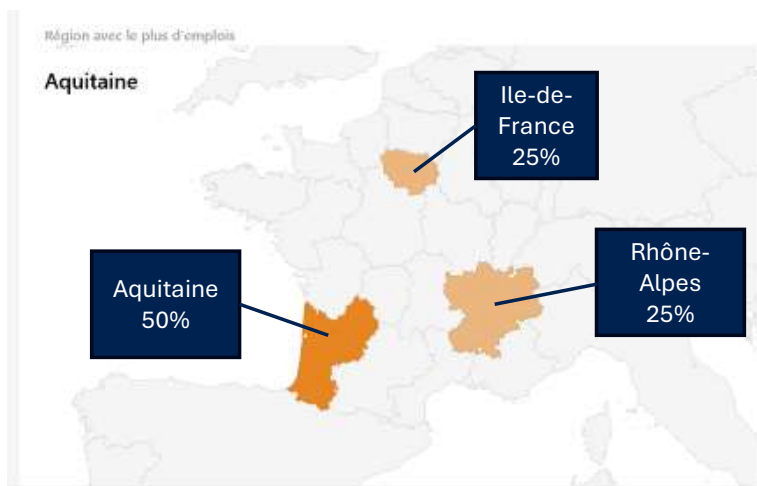 Région avec le plus d'emplois
Aquitaine
Ile-de-
France
25%
Rhône-
Alpes
25%
Aquitaine
50%